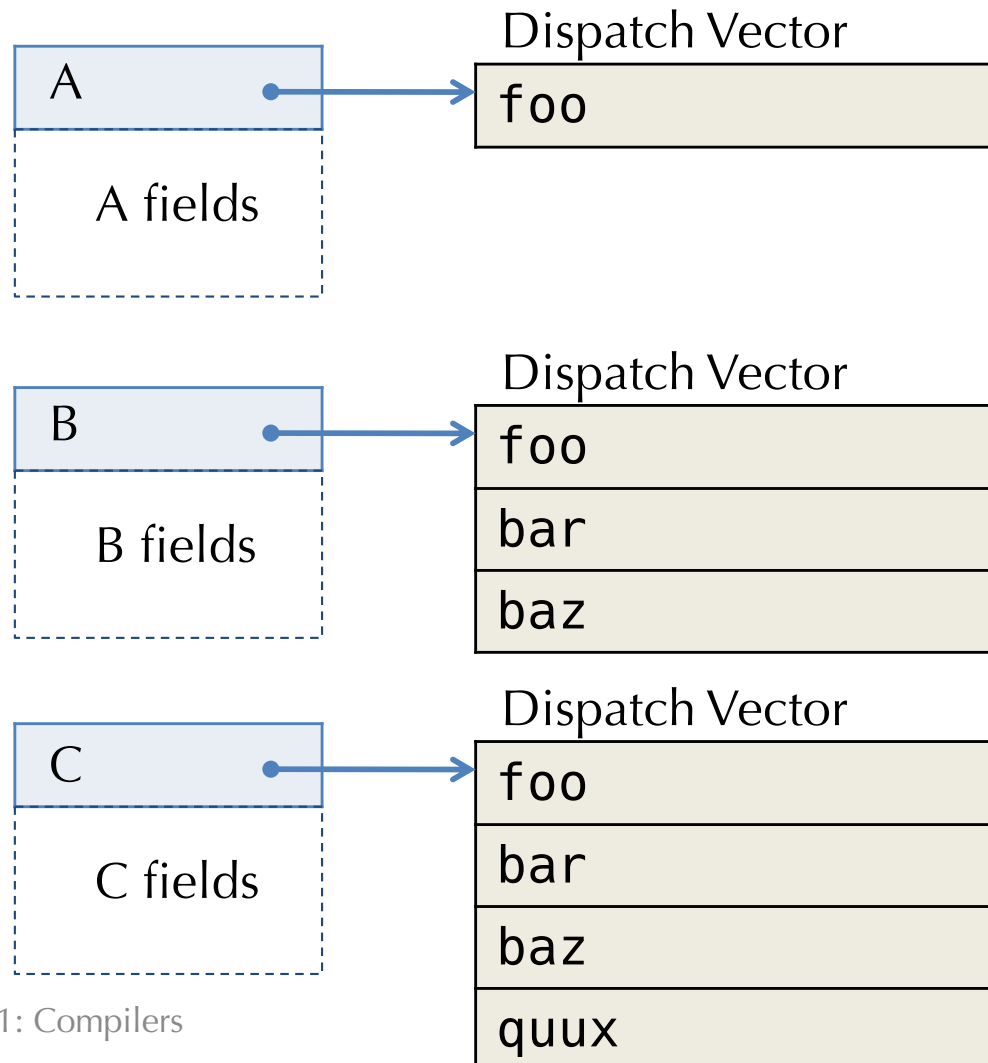 Dispatch Vector
A
foo
A fields
Dispatch Vector
B
foo
B fields
bar
baz
Dispatch Vector
C
foo
C fields
bar
baz
1: Compilers
quux